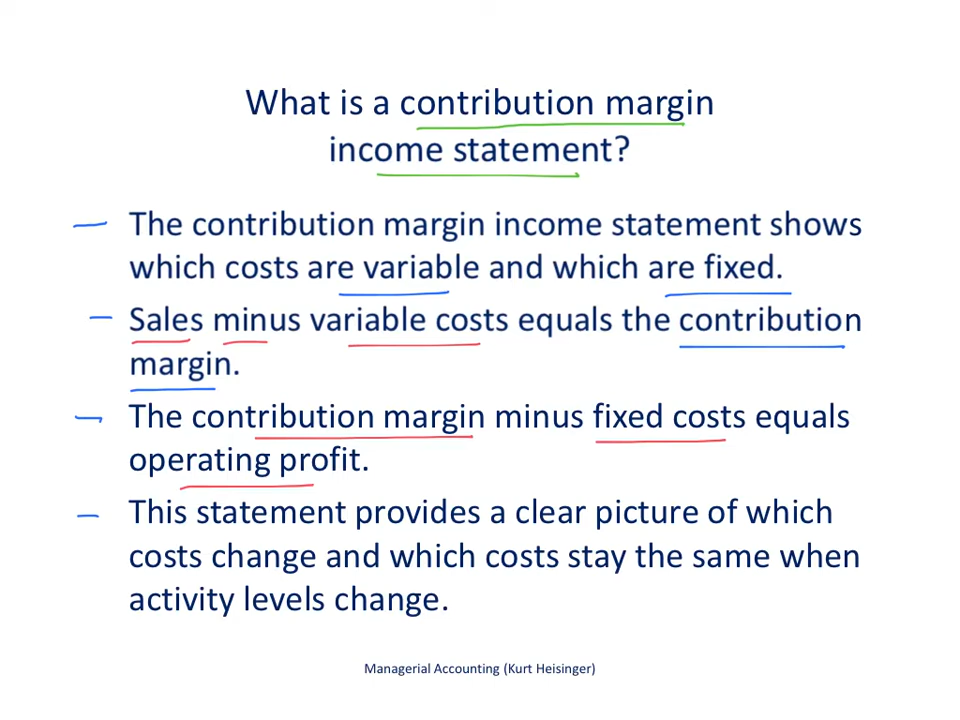 What is a contribution margin
income statement?
The contribution margin income statement shows
which costs are variable and which are fixed.
Sales minus variable costs equals the contribution
margin.
The contribution margin minus fixed costs equals
operating profit.
This statement provides a clear picture of which
costs change and which costs stay the same when
activity levels change.
Managerial Accounting (Kurt Heisinger)